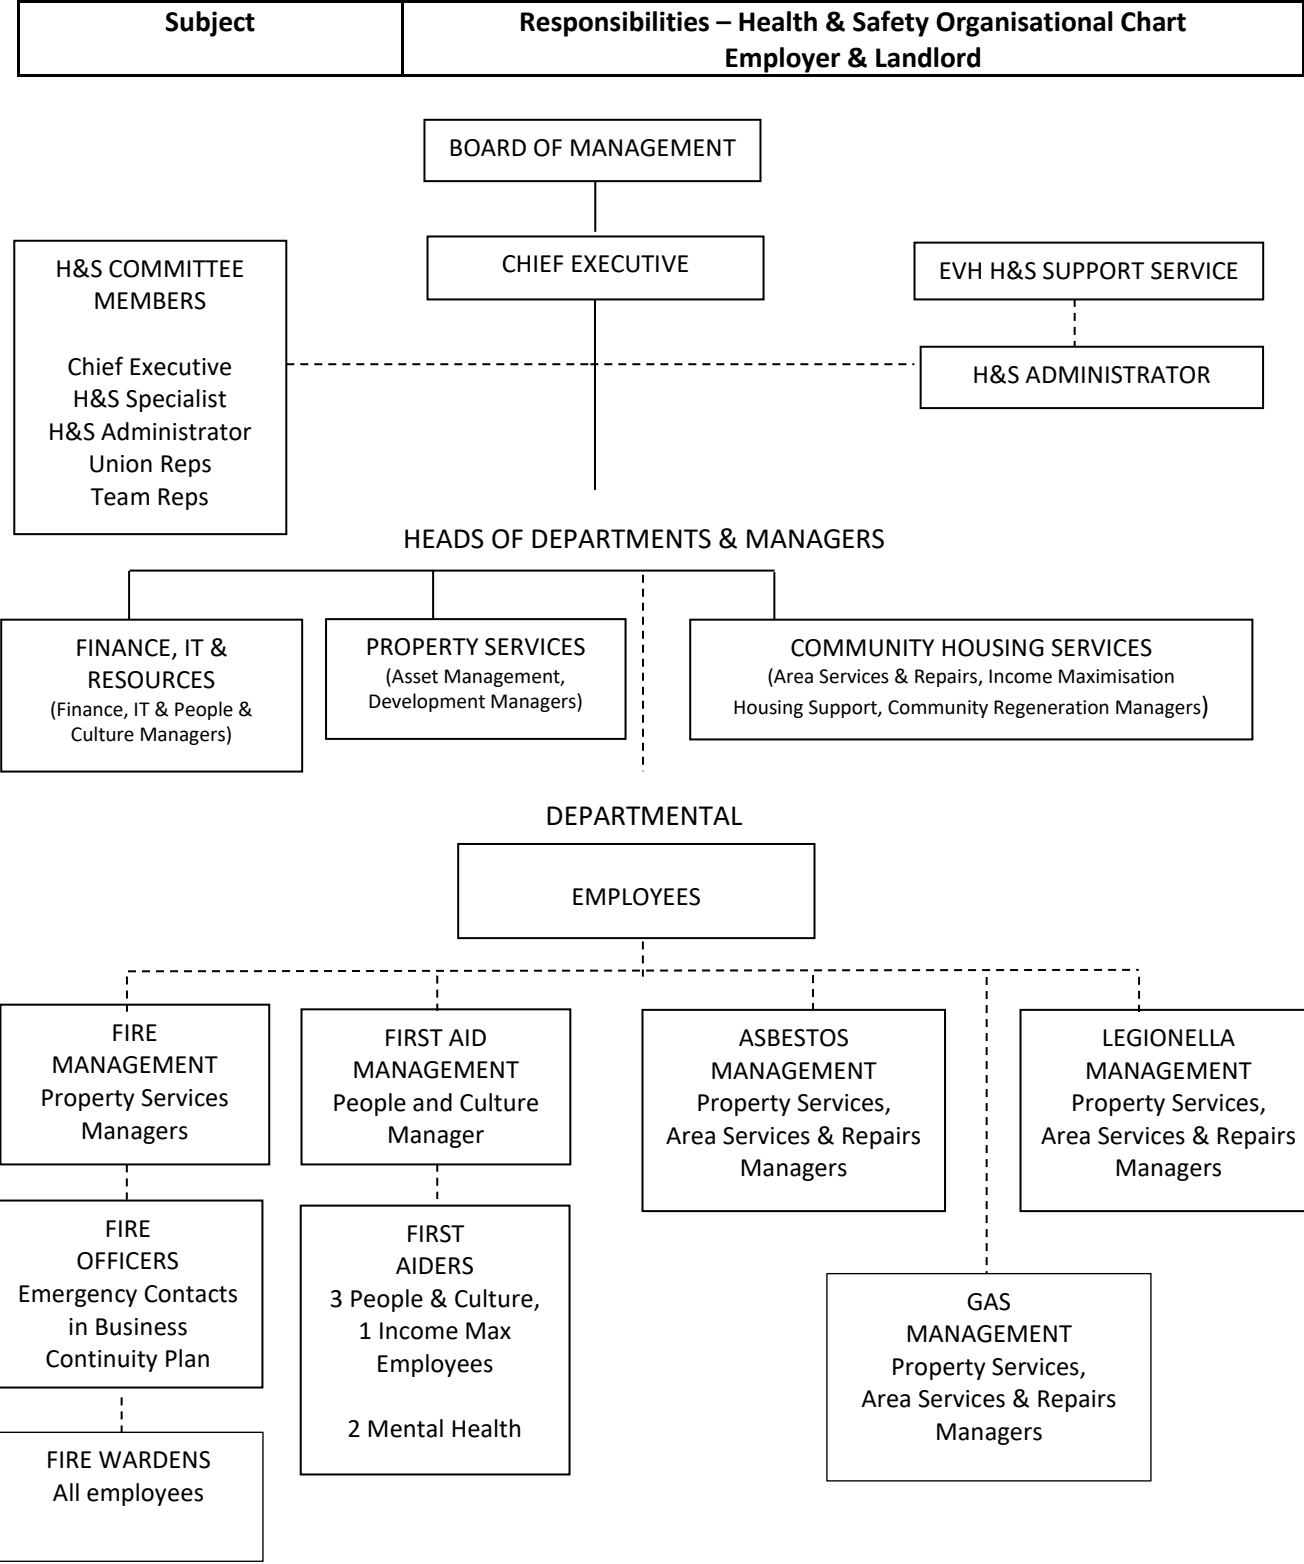 Subject
Responsibilities – Health & Safety Organisational Chart
Employer & Landlord
BOARD OF MANAGEMENT
CHIEF EXECUTIVE
H&S COMMITTEE
MEMBERS
Chief Executive
H&S Specialist
H&S Administrator
Union Reps
Team Reps
EVH H&S SUPPORT SERVICE
H&S ADMINISTRATOR
HEADS OF DEPARTMENTS & MANAGERS
FINANCE, IT &
RESOURCES
(Finance, IT & People &
Culture Managers)
PROPERTY SERVICES
(Asset Management,
Development Managers)
COMMUNITY HOUSING SERVICES
(Area Services & Repairs, Income Maximisation
Housing Support, Community Regeneration Managers)
DEPARTMENTAL
EMPLOYEES
FIRE
MANAGEMENT
Property Services
Managers
FIRST AID
MANAGEMENT
People and Culture
Manager
ASBESTOS
MANAGEMENT
Property Services,
Area Services & Repairs
Managers
LEGIONELLA
MANAGEMENT
Property Services,
Area Services & Repairs
Managers
FIRE
OFFICERS
Emergency Contacts
in Business
Continuity Plan
FIRST
AIDERS
3 People & Culture,
1 Income Max
Employees
2 Mental Health
GAS
MANAGEMENT
Property Services,
Area Services & Repairs
Managers
FIRE WARDENS
All employees